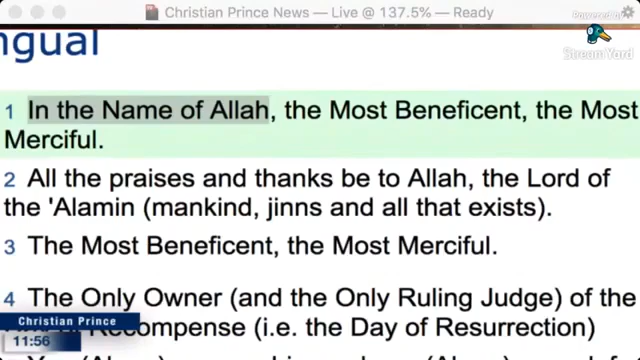 Christian Prince News — Live @ 137.5% — Ready
Powered by
StreamYard
ngual
1 In the Name of Allah, the Most Beneficent, the Most
Merciful.
2 All the praises and thanks be to Allah, the Lord of
the 'Alamin (mankind, jinns and all that exists).
3 The Most Beneficent, the Most Merciful.
4 The Only Owner (and the Only Ruling Judge) of the
Recompense (i.e. the Day of Resurrection)
Christian Prince
11:56